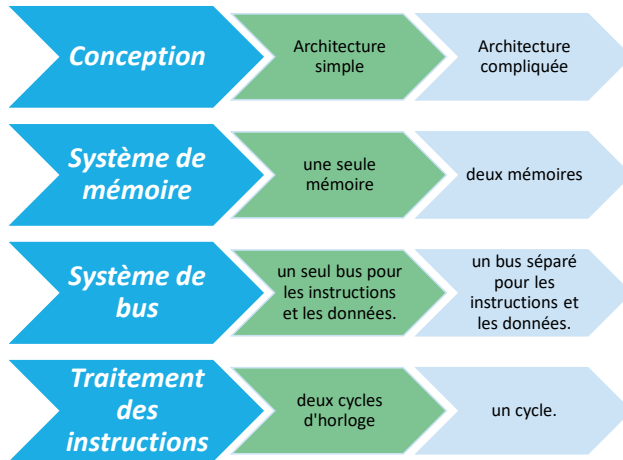 Conception
Architecture
simple
Architecture
compliquée
Système de
mémoire
une seule
mémoire
deux mémoires
Système de
bus
un seul bus pour
les instructions
et les données.
un bus séparé
pour les
instructions et
les données.
Traitement
des
instructions
deux cycles
d'horloge
un cycle.